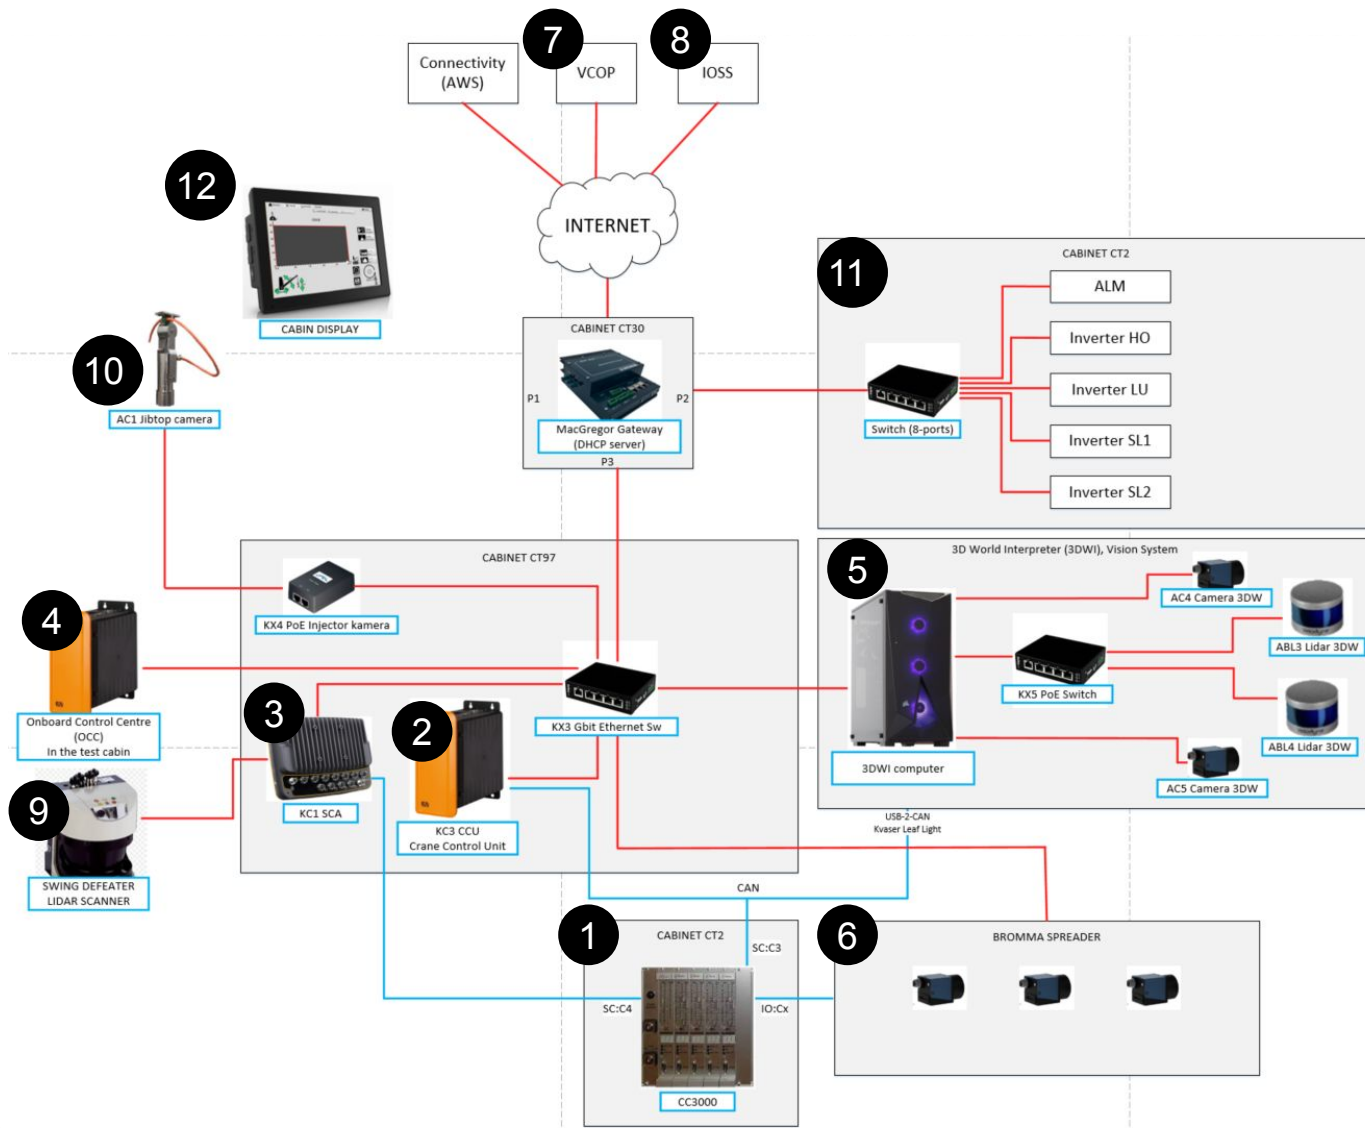 7
8
Connectivity
(AWS)
VCOP
IOSS
12
INTERNET
CABIN DISPLAY
11
CABINET CT2
ALM
Inverter HO
Inverter LU
Inverter SL1
Inverter SL2
Switch (8-ports)
CABINET CT30
P1
P2
MacGregor Gateway
(DHCP server)
P3
10
AC1 Jibtop camera
CABINET CT97
KX4 PoE Injector kamera
4
Onboard Control Centre
(OCC)
In the test cabin
3
KC1 SCA
2
KC3 CCU
Crane Control Unit
KX3 Gbit Ethernet Sw
5
3D World Interpreter (3DWI), Vision System
AC4 Camera 3DW
ABL3 Lidar 3DW
KX5 PoE Switch
ABL4 Lidar 3DW
AC5 Camera 3DW
3DWI computer
USB-2-CAN
Kvaser Leaf Light
9
SWING DEFEATER
LIDAR SCANNER
CAN
1
CABINET CT2
SC:C3
SC:C4
IO:Cx
CC3000
6
BROMMA SPREADER